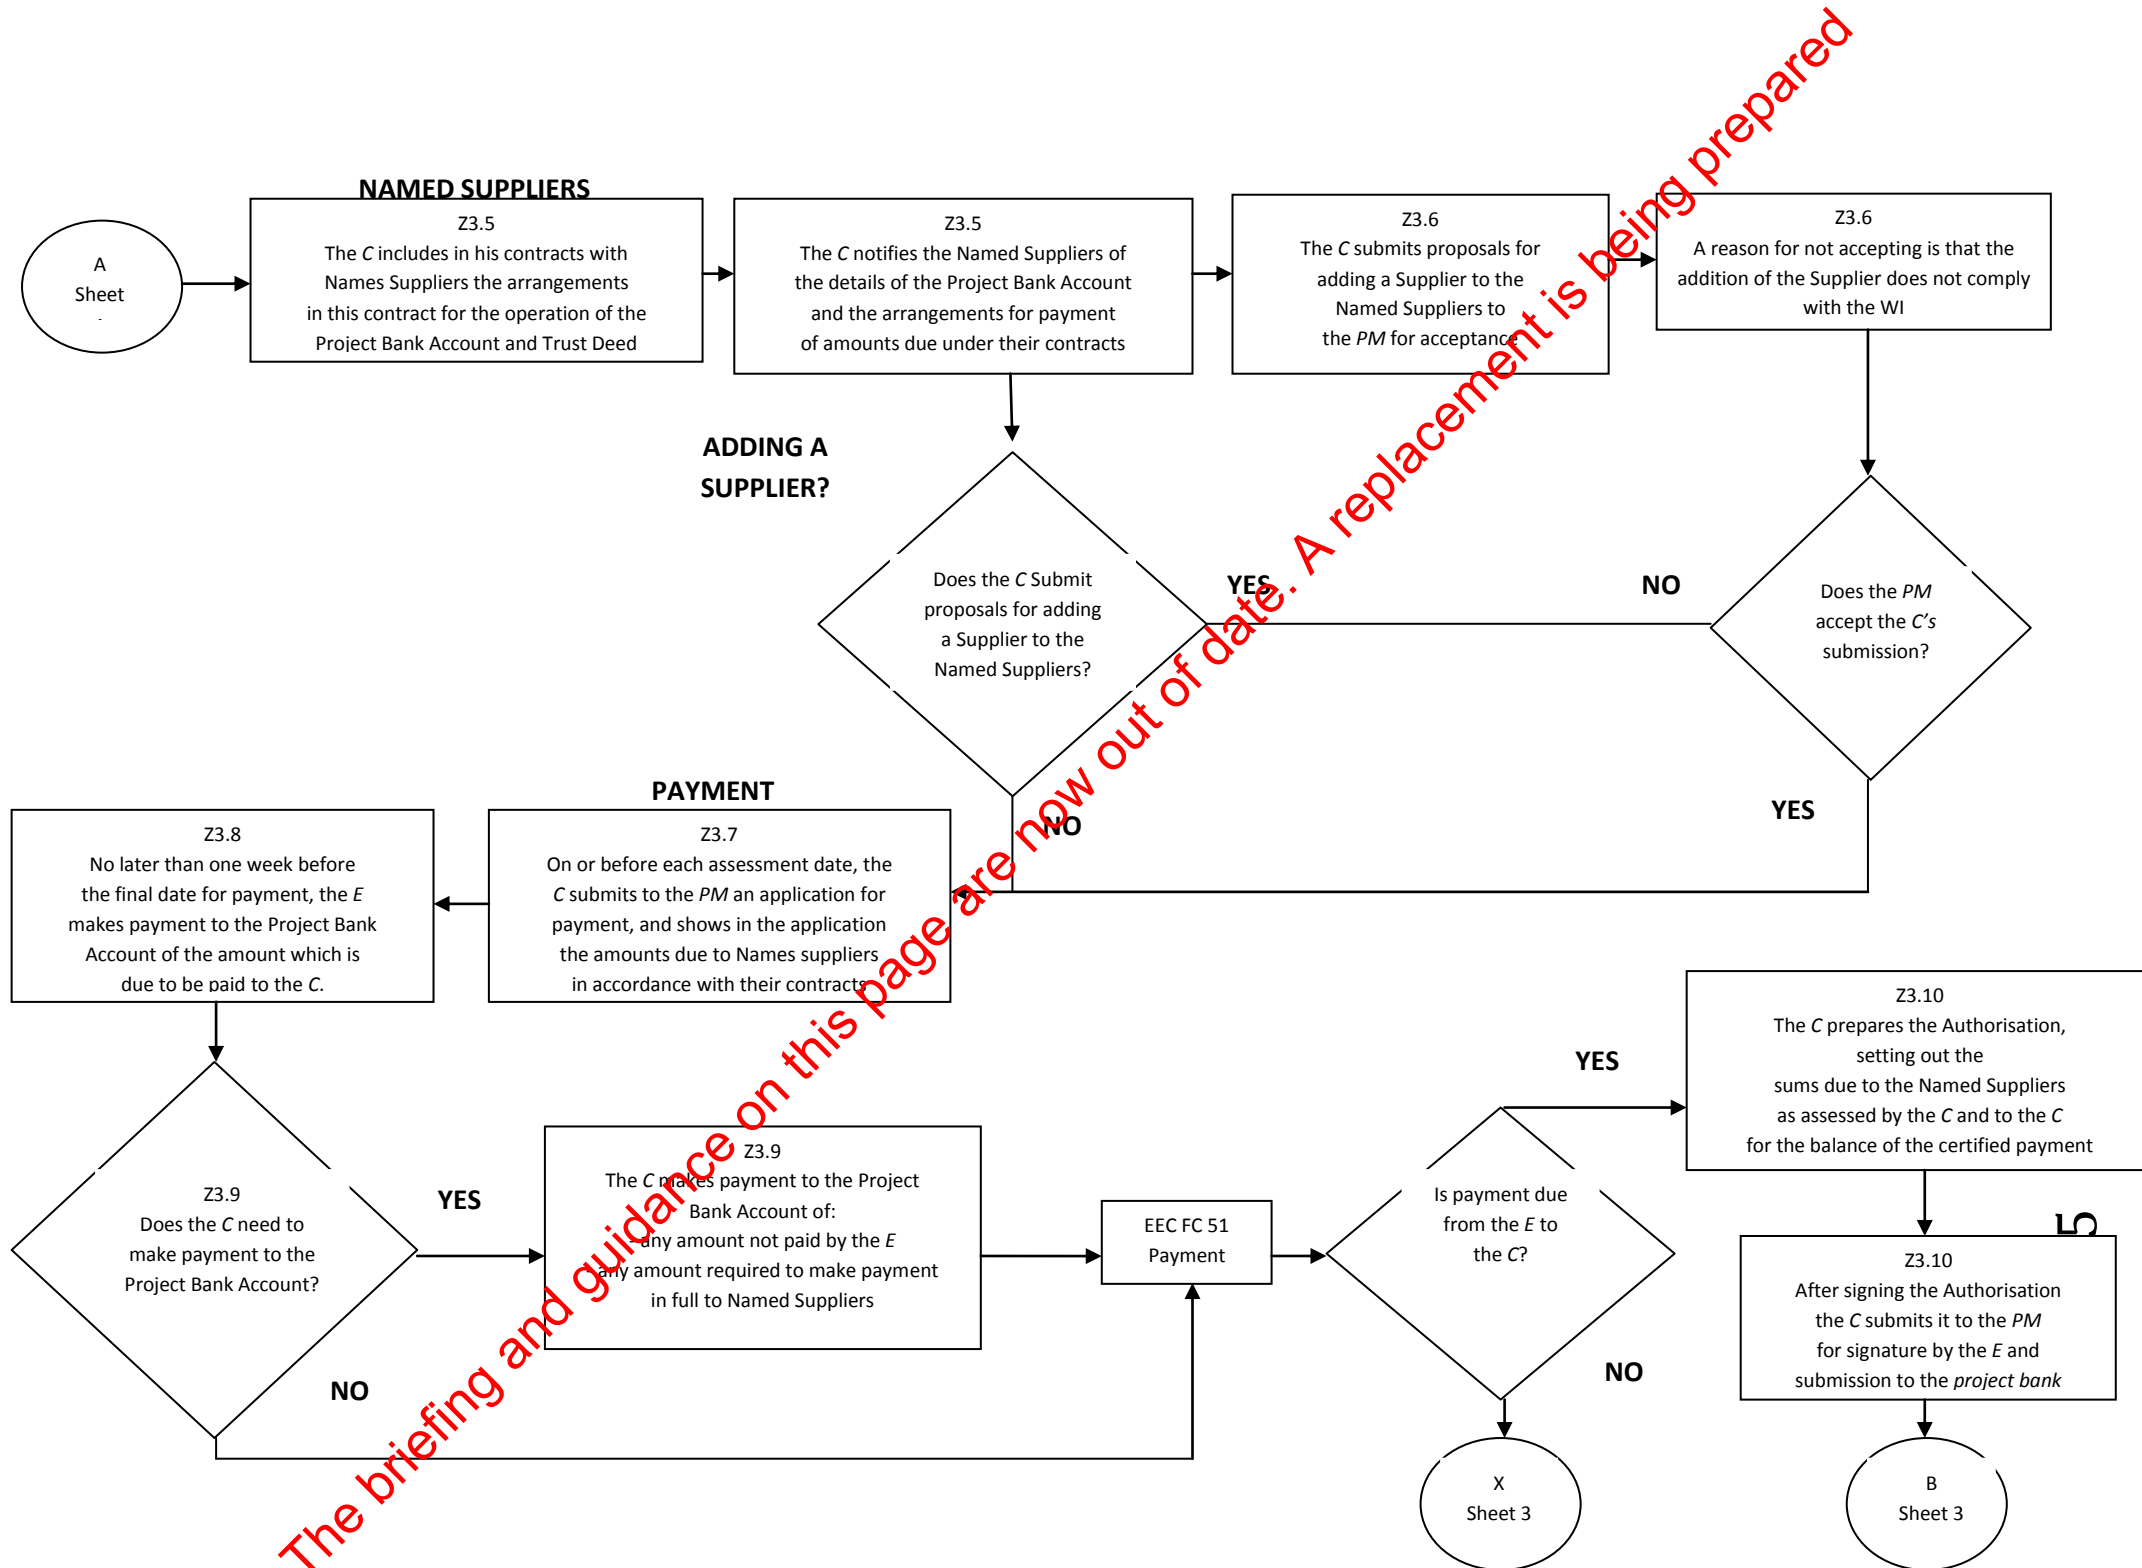 NAMED SUPPLIERS
A
Sheet
Z3.5
The C includes in his contracts with
Names Suppliers the arrangements
in this contract for the operation of the
Project Bank Account and Trust Deed
Z3.5
The C notifies the Named Suppliers of
the details of the Project Bank Account
and the arrangements for payment
of amounts due under their contracts
Z3.6
The C submits proposals for
adding a Supplier to the
Named Suppliers to
the PM for acceptance
Z3.6
A reason for not accepting is that the
addition of the Supplier does not comply
with the WI
ADDING A
SUPPLIER?
Does the C Submit
proposals for adding
a Supplier to the
Named Suppliers?
YES
NO
NO
Does the PM
accept the C's
submission?
YES
PAYMENT
Z3.8
No later than one week before
the final date for payment, the E
makes payment to the Project Bank
Account of the amount which is
due to be paid to the C.
Z3.7
On or before each assessment date, the
C submits to the PM an application for
payment, and shows in the application
the amounts due to Names suppliers
in accordance with their contracts
Z3.9
Does the C need to
make payment to the
Project Bank Account?
YES
NO
Z3.9
The C makes payment to the Project
Bank Account of:
- any amount not paid by the E
- any amount required to make payment
in full to Named Suppliers
EEC FC 51
Payment
Is payment due
from the E to
the C?
YES
NO
Z3.10
The C prepares the Authorisation,
setting out the
sums due to the Named Suppliers
as assessed by the C and to the C
for the balance of the certified payment
5
Z3.10
After signing the Authorisation
the C submits it to the PM
for signature by the E and
submission to the project bank
X
Sheet 3
B
Sheet 3
The briefing and guidance on this page are now out of date. A replacement is being prepared